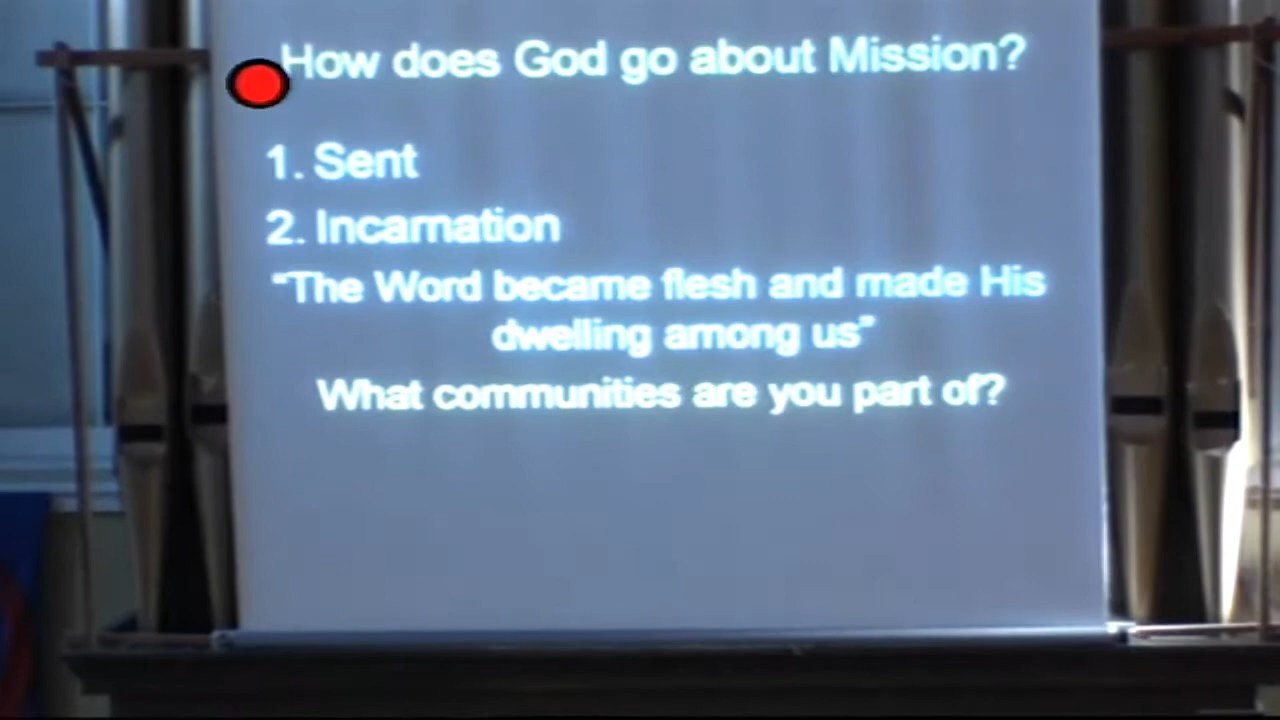 How does God go about Mission?
1. Sent
2. Incarnation
“The Word became flesh and made His
dwelling among us”
What communities are you part of?